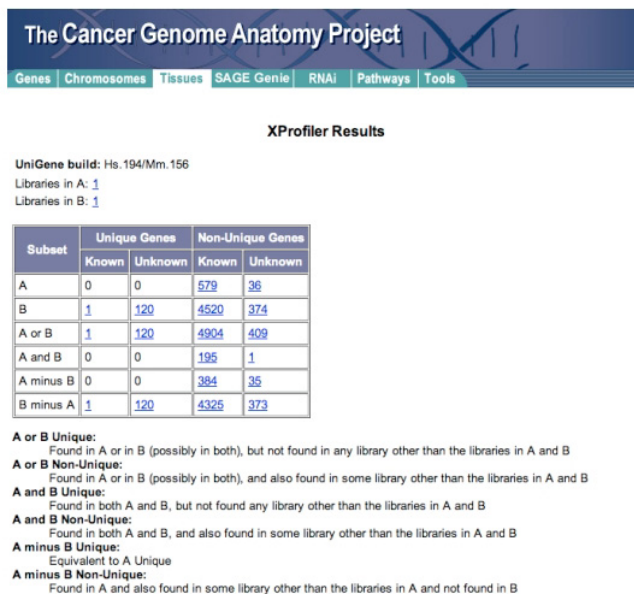 The Cancer Genome Anatomy Project
Genes Chromosomes Tissues SAGE Genie RNAi Pathways Tools
XProfiler Results
UniGene build: Hs.194/Mm.156
Libraries in A: 1
Libraries in B: 1
Subset Unique Genes Non-Unique Genes
Known Unknown Known Unknown
A 0 0 579 36
B 1 120 4520 374
A or B 1 120 4904 409
A and B 0 0 195 1
A minus B 0 0 384 35
B minus A 1 120 4325 373
A or B Unique:
Found in A or in B (possibly in both), but not found in any library other than the libraries in A and B
A or B Non-Unique:
Found in A or in B (possibly in both), and also found in some library other than the libraries in A and B
A and B Unique:
Found in both A and B, but not found any library other than the libraries in A and B
A and B Non-Unique:
Found in both A and B, and also found in some library other than the libraries in A and B
A minus B Unique:
Equivalent to A Unique
A minus B Non-Unique:
Found in A and also found in some library other than the libraries in A and not found in B